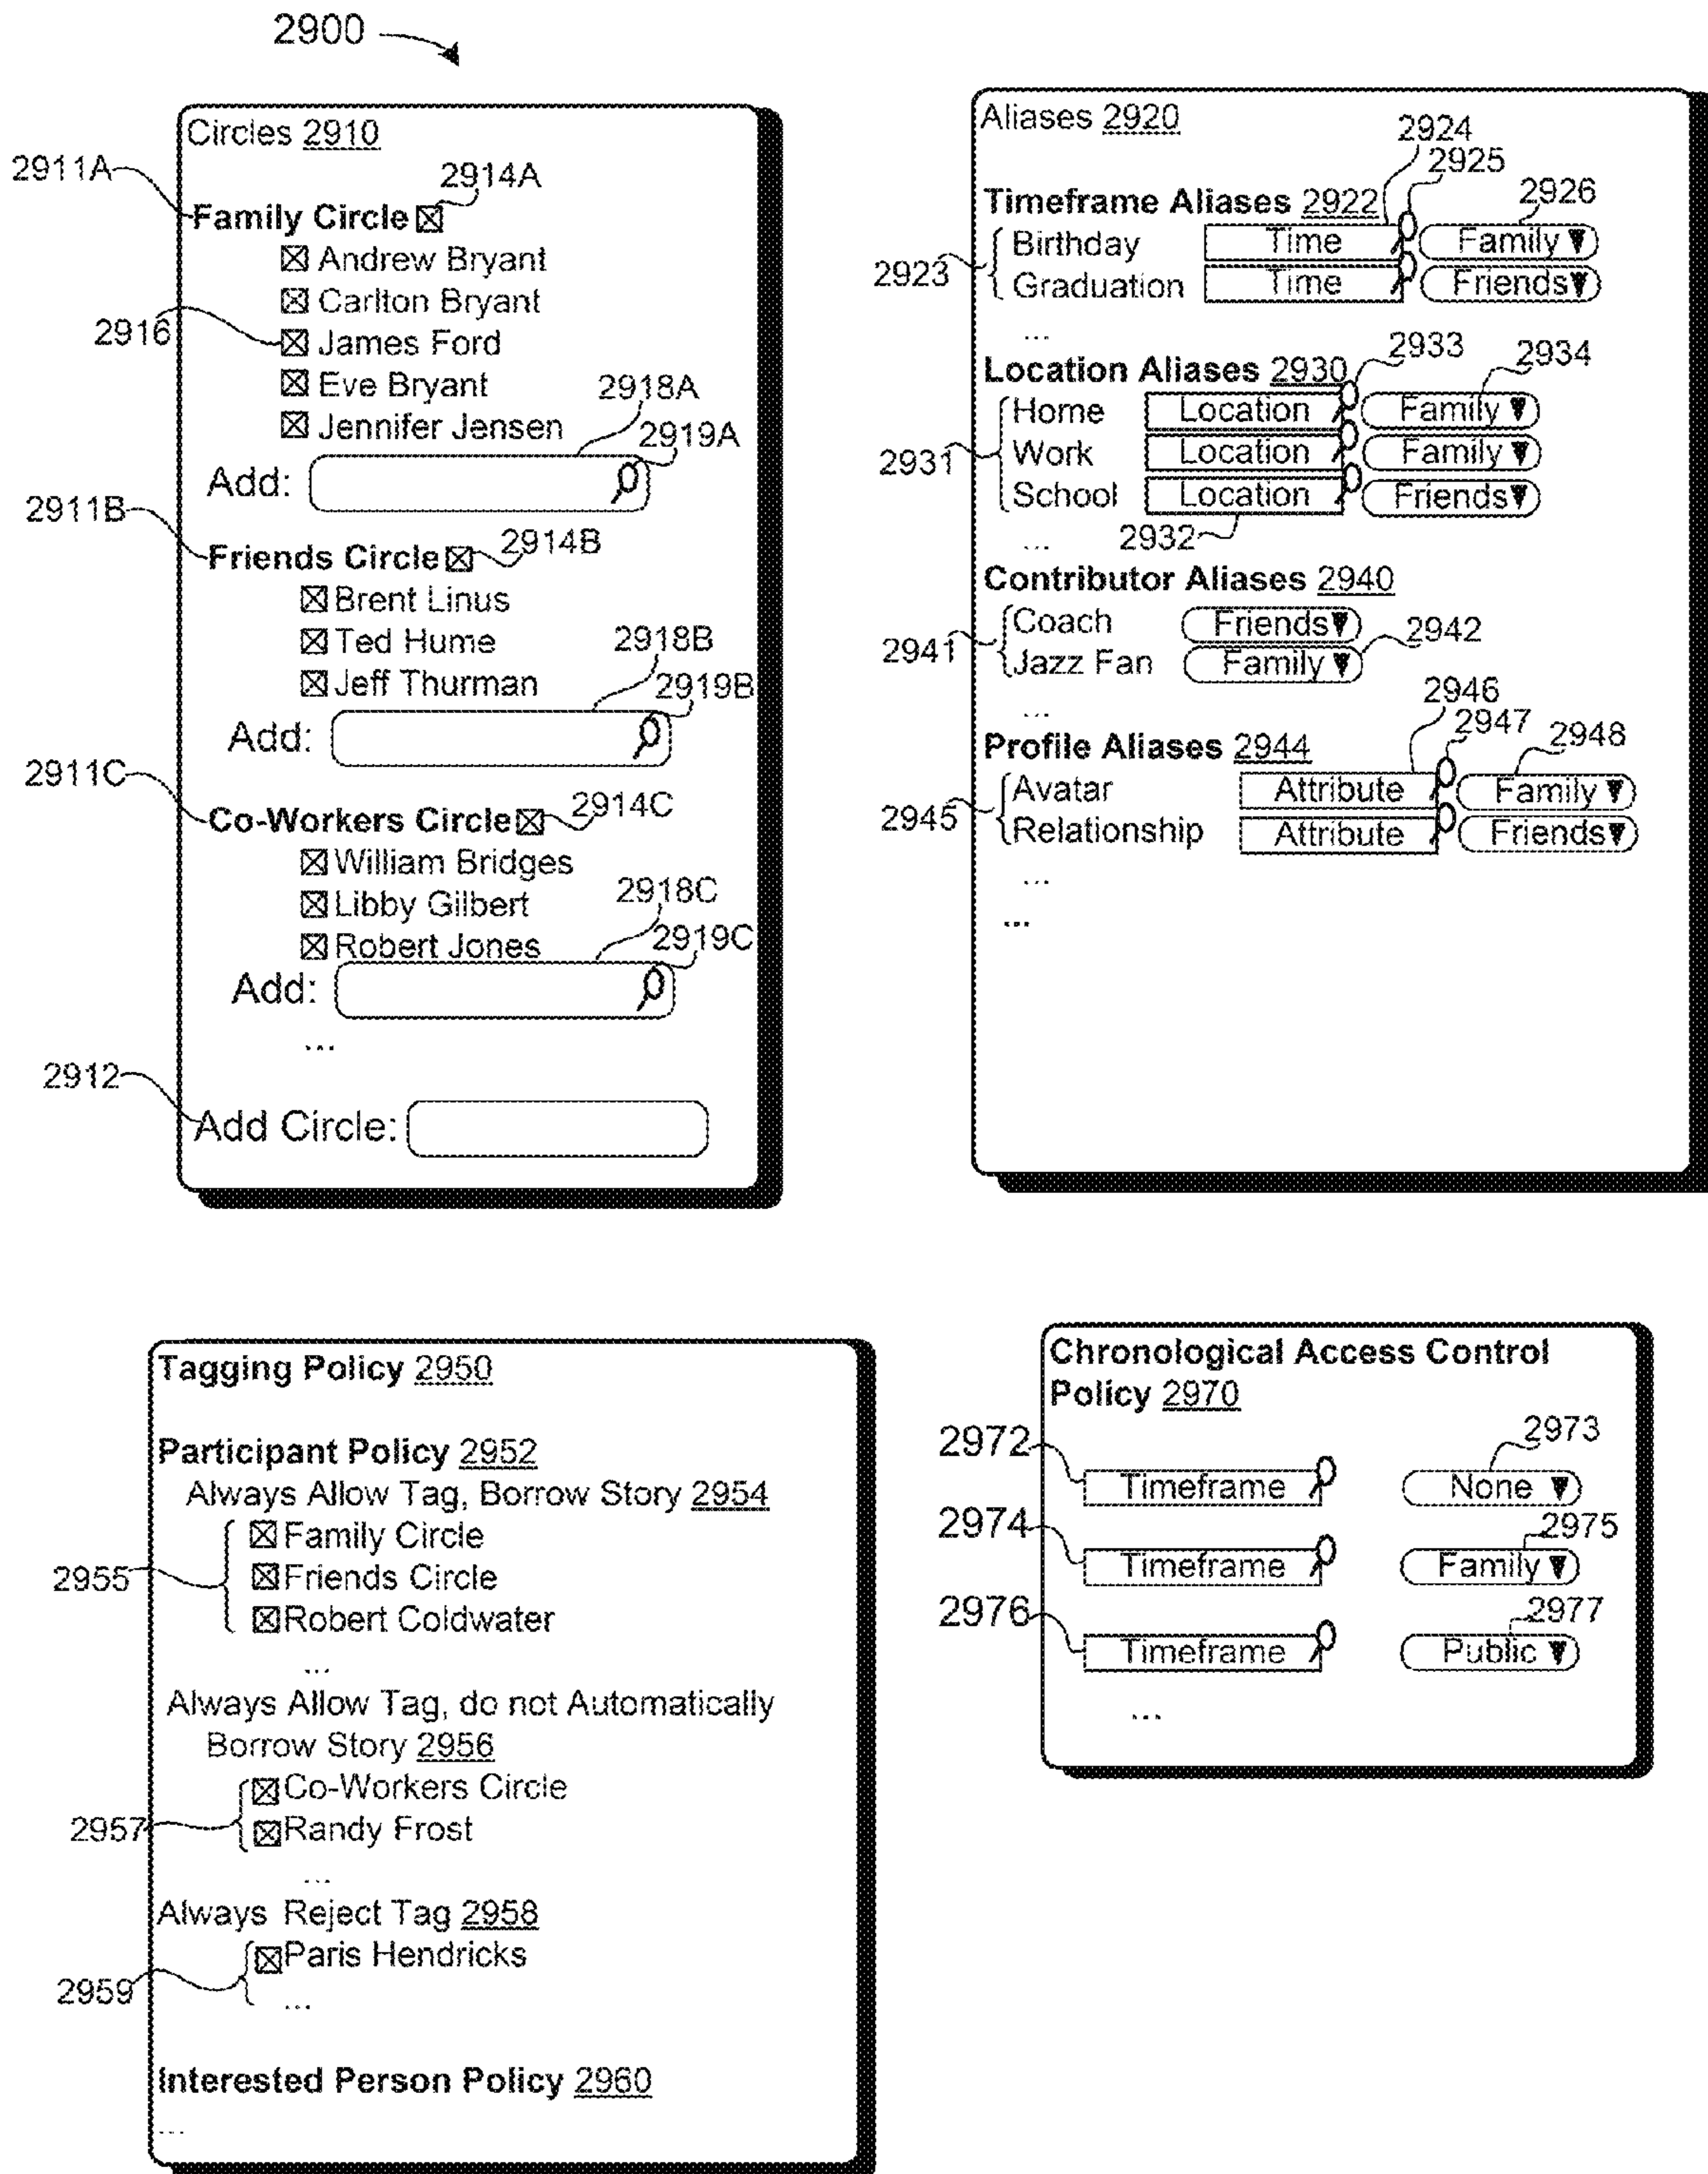 2900
Circles 2910
2911A
2914A
Family Circle
Andrew Bryant
Carlton Bryant
2916
James Ford
Eve Bryant
2918A
Jennifer Jensen
2919A
Add:
2911B
2914B
Friends Circle
Brent Linus
Ted Hume
2918B
Jeff Thurman
2919B
Add:
2911C
2914C
Co-Workers Circle
William Bridges
2918C
Libby Gilbert
Robert Jones
2919C
Add:
...
2912
Add Circle:
Aliases 2920
2924
2925
2926
Timeframe Aliases 2922
2923
Birthday Time Family
Graduation Time Friends
...
2933
2934
Location Aliases 2930
Home Location Family
2931
Work Location Family
School Location Friends
... 2932
Contributor Aliases 2940
Coach Friends
2942
2941
Jazz Fan Family
...
2946
2947
2948
Profile Aliases 2944
Avatar Attribute Family
2945
Relationship Attribute Friends
...
...
Tagging Policy 2950
Participant Policy 2952
Always Allow Tag, Borrow Story 2954
Family Circle
2955
Friends Circle
Robert Coldwater
...
Always Allow Tag, do not Automatically
Borrow Story 2956
Co-Workers Circle
2957
Randy Frost
...
Always Reject Tag 2958
Paris Hendricks
2959
...
Interested Person Policy 2960
...
Chronological Access Control
Policy 2970
2972
2973
Timeframe None
2974
2975
Timeframe Family
2976
2977
Timeframe Public
...